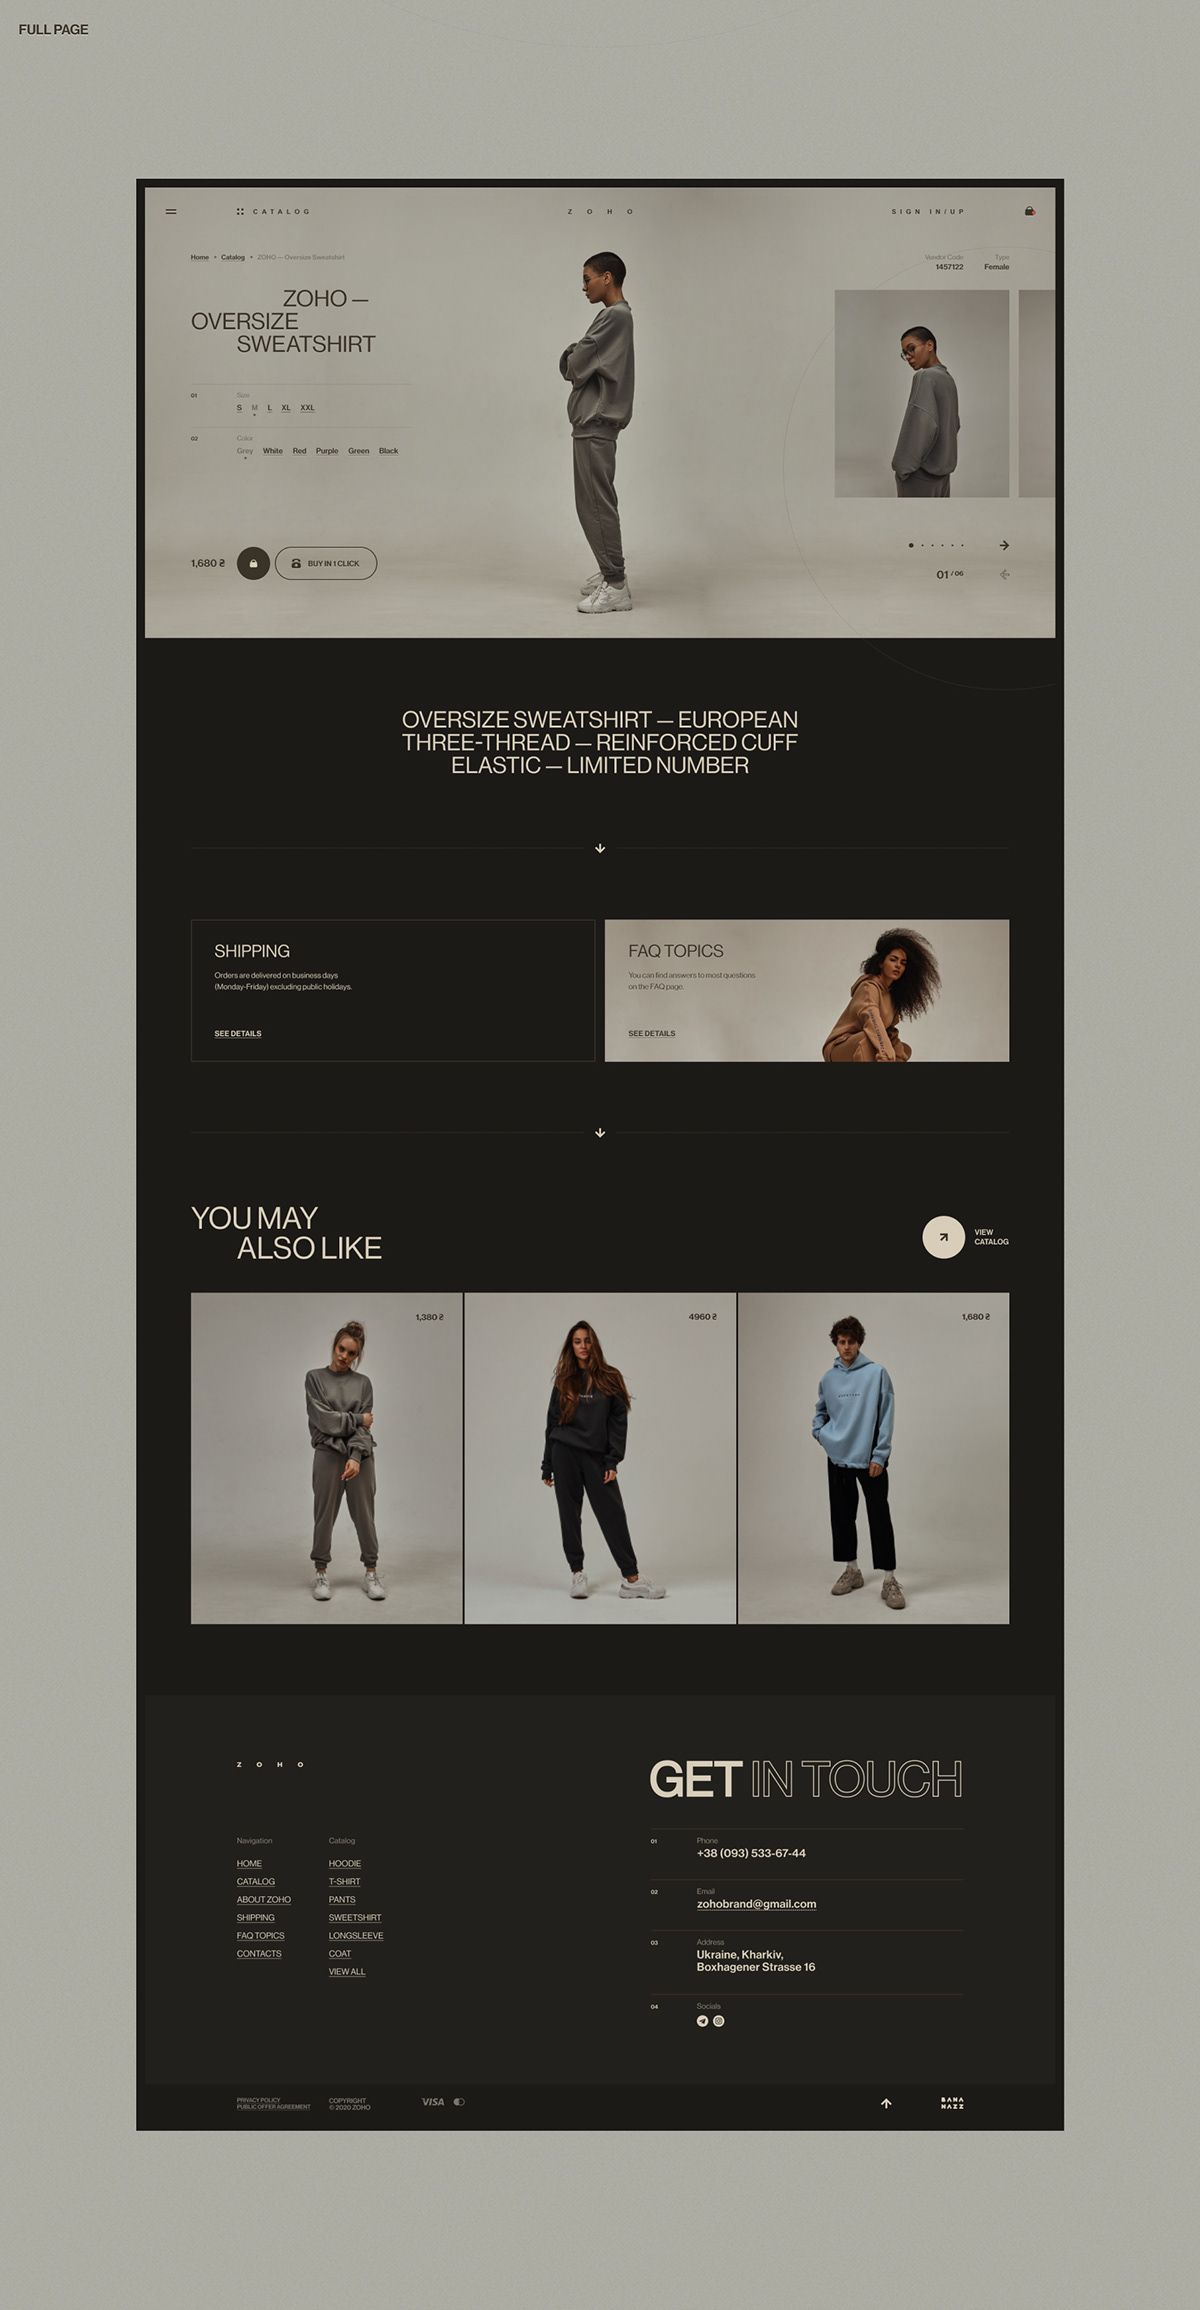 FULL PAGE
CATALOG
ZOHO
SIGN IN/UP
Home • Catalog • ZOHO — Oversize Sweatshirt
Vendor Code
1457122
Type
Female
ZOHO —
OVERSIZE
SWEATSHIRT
01 Size
S M L XL XXL
02 Color
Grey White Red Purple Green Black
1,680 ₴
BUY IN 1 CLICK
01 / 06
OVERSIZE SWEATSHIRT — EUROPEAN
THREE-THREAD — REINFORCED CUFF
ELASTIC — LIMITED NUMBER
SHIPPING
Orders are delivered on business days
(Monday-Friday) excluding public holidays.
SEE DETAILS
FAQ TOPICS
You can find answers to most questions
on the FAQ page.
SEE DETAILS
YOU MAY
ALSO LIKE
VIEW
CATALOG
1,380 ₴
4960 ₴
1,680 ₴
ZOHO
Navigation
HOME
CATALOG
ABOUT ZOHO
SHIPPING
FAQ TOPICS
CONTACTS
Catalog
HOODIE
T-SHIRT
PANTS
SWEETSHIRT
LONGSLEEVE
COAT
VIEW ALL
GET IN TOUCH
01 Phone
+38 (093) 533-67-44
02 Email
zohobrand@gmail.com
03 Address
Ukraine, Kharkiv,
Boxhagener Strasse 16
04 Socials
PRIVACY POLICY
PUBLIC OFFER AGREEMENT
COPYRIGHT
© 2020 ZOHO
VISA
BANA
NAZZ